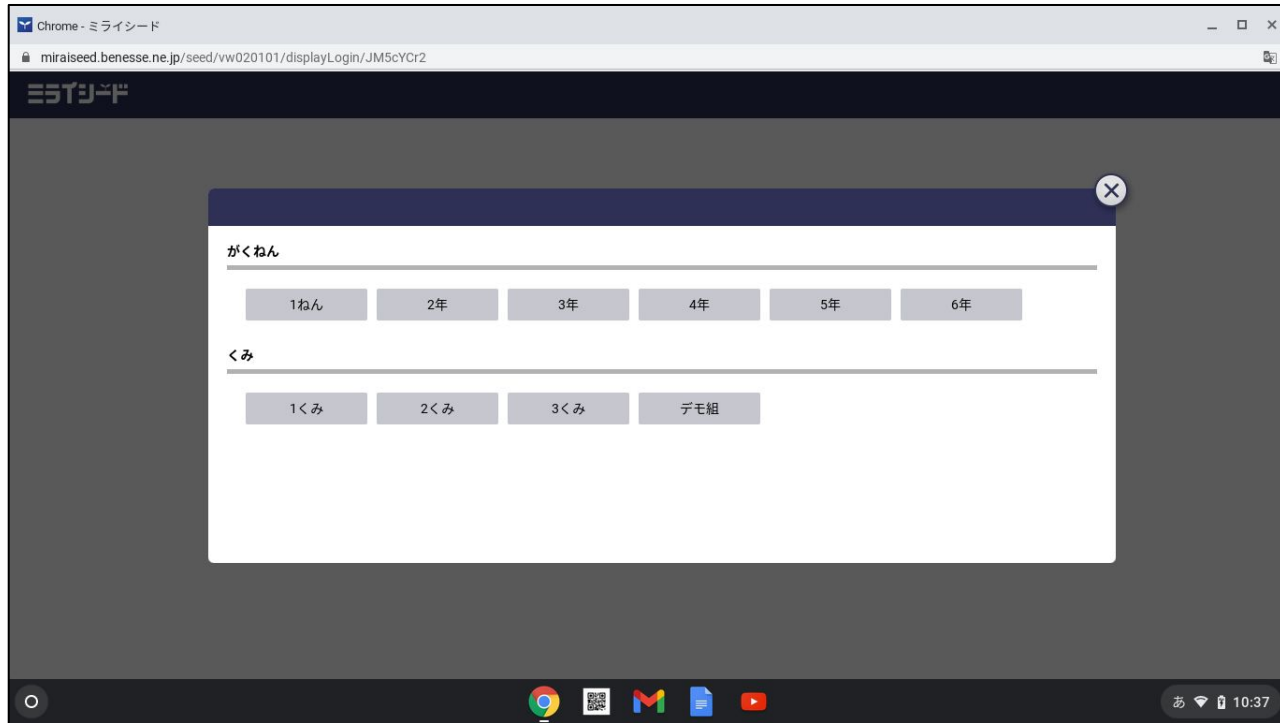 Chrome - ミライシード
miraiseed.benesse.ne.jp/seed/vw020101/displayLogin/JM5cYCr2
ミライシード
がくねん
1ねん 2年 3年 4年 5年 6年
くみ
1くみ 2くみ 3くみ デモ組
あ 10:37